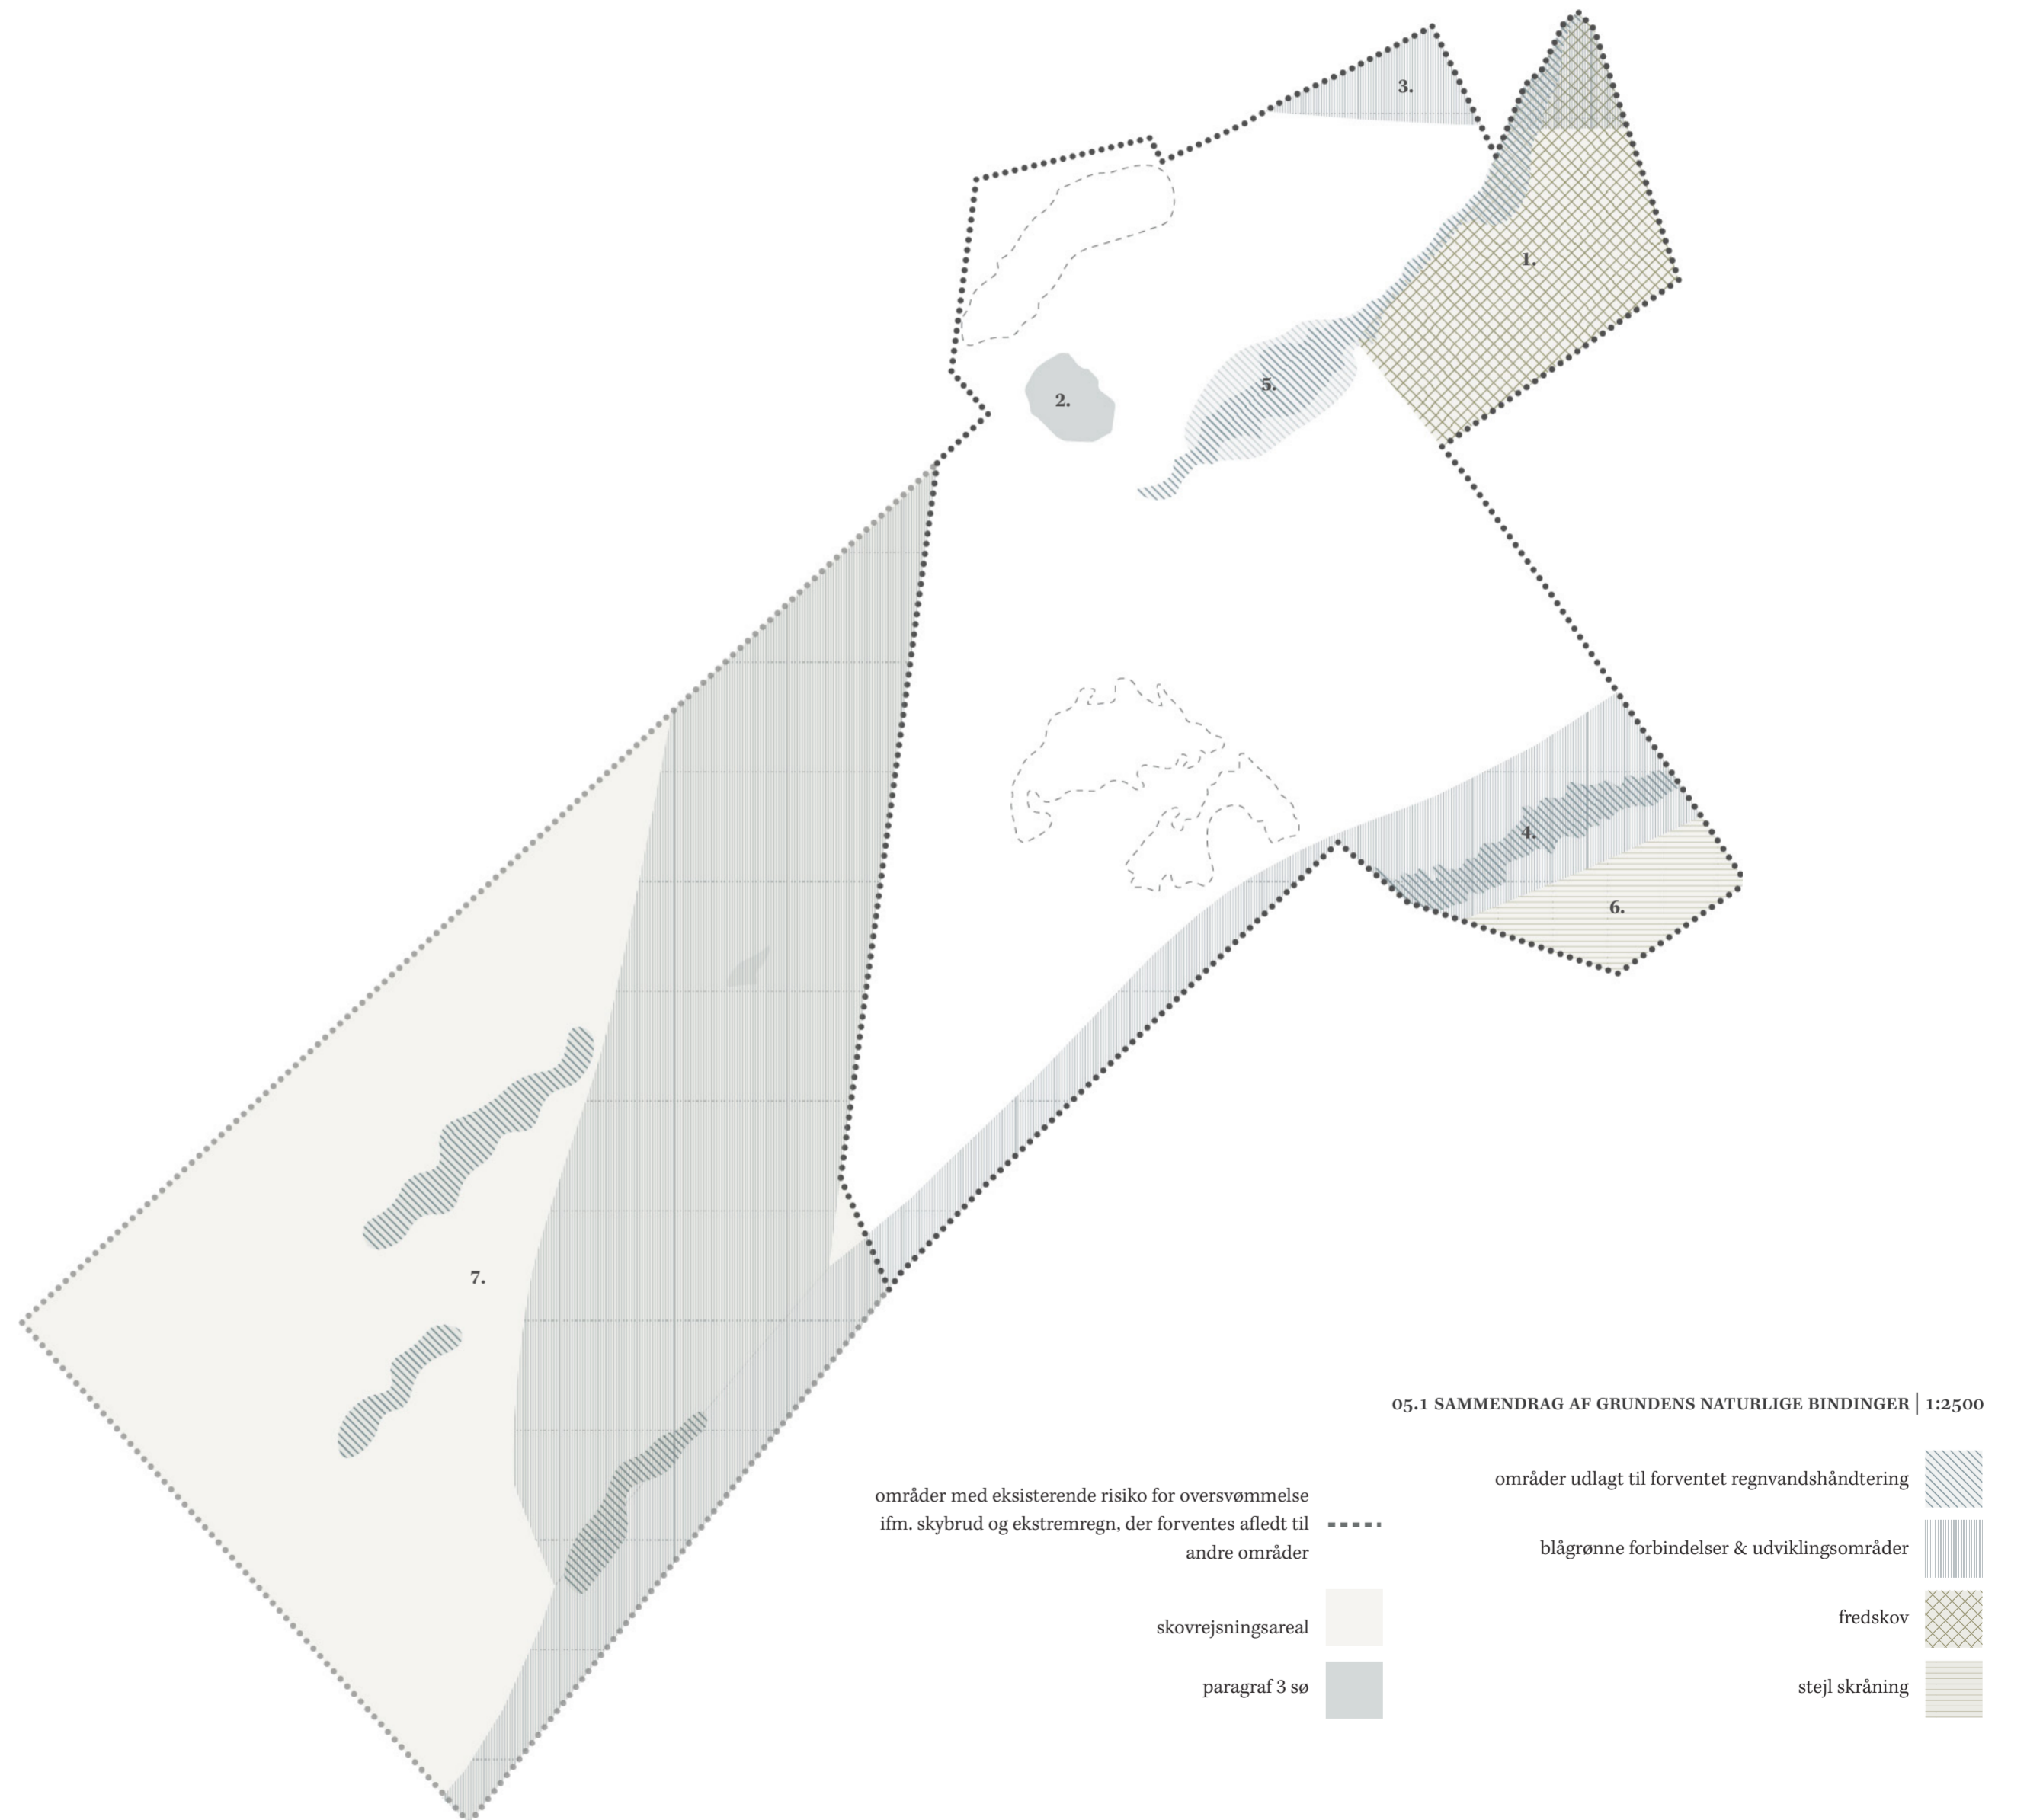 3.
1.
5.
2.
4.
6.
7.
05.1 SAMMENDRAG AF GRUNDENS NATURLIGE BINDINGER | 1:2500
områder med eksisterende risiko for oversvømmelse
ifm. skybrud og ekstremregn, der forventes afledt til
andre områder
skovrejsningsareal
paragraf 3 sø
områder udlagt til forventet regnvandshåndtering
blågrønne forbindelser & udviklingsområder
fredskov
stejl skråning